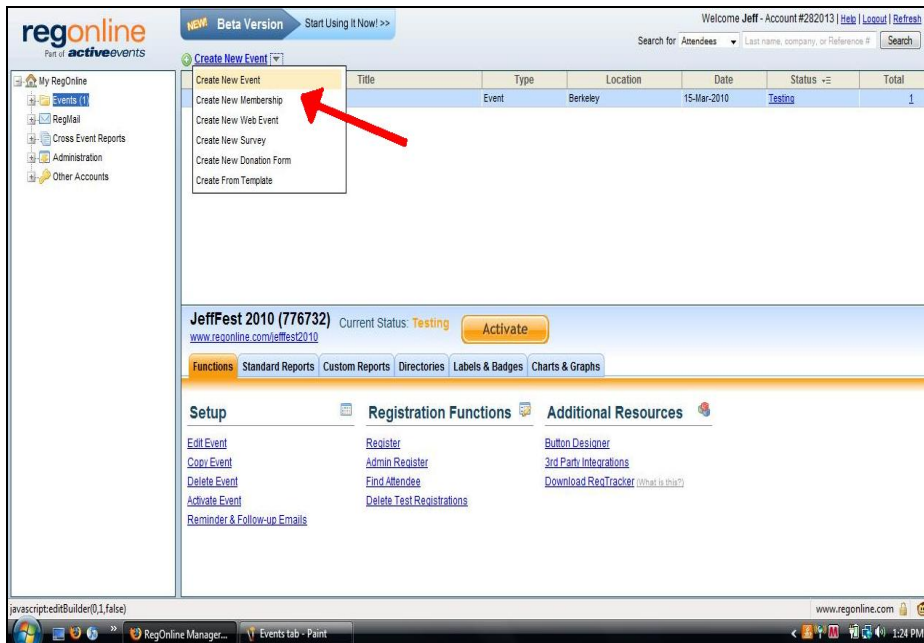 regonline
Part of activeevents
NEW! Beta Version Start Using It Now! >>
Welcome Jeff - Account #282013 | Help | Logout | Refresh
Search for Attendees Last name, company, or Reference # Search
Create New Event
My RegOnline
Events (1)
RegMail
Cross Event Reports
Administration
Other Accounts
Title Type Location Date Status Total
Event Berkeley 15-Mar-2010 Testing 1
Create New Event
Create New Membership
Create New Web Event
Create New Survey
Create New Donation Form
Create From Template
JeffFest 2010 (776732) Current Status: Testing Activate
www.regonline.com/jefffest2010
Functions Standard Reports Custom Reports Directories Labels & Badges Charts & Graphs
Setup
Edit Event
Copy Event
Delete Event
Activate Event
Reminder & Follow-up Emails
Registration Functions
Register
Admin Register
Find Attendee
Delete Test Registrations
Additional Resources
Button Designer
3rd Party Integrations
Download RegTracker (What is this?)
javascript:editBuilder(0,1,false) www.regonline.com
RegOnline Manager... Events tab - Paint 1:24 PM